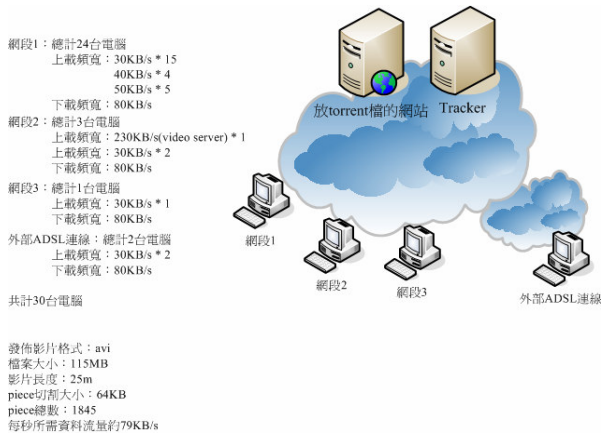 網段1：總計24台電腦
上載頻寬：30KB/s * 15
40KB/s * 4
50KB/s * 5
下載頻寬：80KB/s
網段2：總計3台電腦
上載頻寬：230KB/s(video server) * 1
30KB/s * 2
下載頻寬：80KB/s
網段3：總計1台電腦
上載頻寬：30KB/s * 1
下載頻寬：80KB/s
外部ADSL連線：總計2台電腦
上載頻寬：30KB/s * 2
下載頻寬：80KB/s
共計30台電腦
發佈影片格式：avi
檔案大小：115MB
影片長度：25m
piece切割大小：64KB
piece總數：1845
每秒所需資料流量約79KB/s
放torrent檔的網站
Tracker
網段1
網段2
網段3
外部ADSL連線